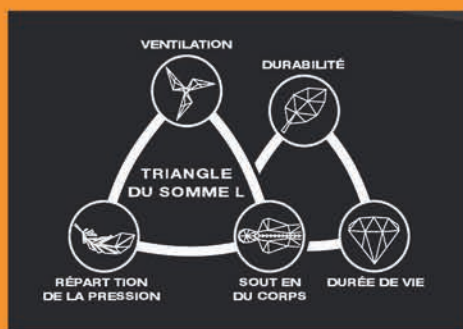 VENTILATION
DURABILITÉ
TRIANGLE
DU SOMME L
RÉPART TION
DE LA PRESSION
SOUT EN
DU CORPS
DURÉE DE VIE